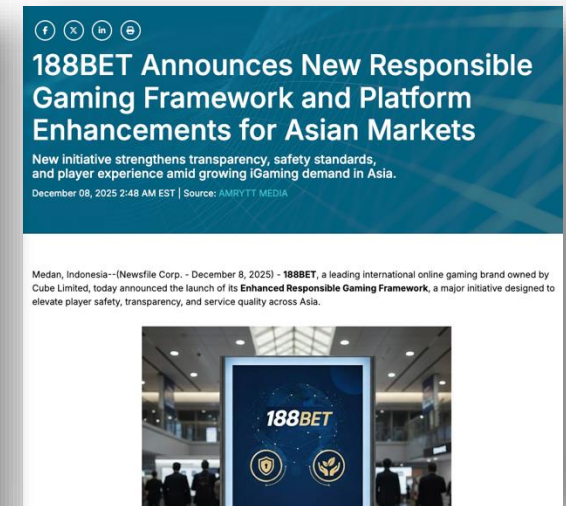 188BET Announces New Responsible
Gaming Framework and Platform
Enhancements for Asian Markets
New initiative strengthens transparency, safety standards,
and player experience amid growing iGaming demand in Asia.
December 08, 2025 2:48 AM EST | Source: AMRYTT MEDIA
Medan, Indonesia--(Newsfile Corp. - December 8, 2025) - 188BET, a leading international online gaming brand owned by
Cube Limited, today announced the launch of its Enhanced Responsible Gaming Framework, a major initiative designed to
elevate player safety, transparency, and service quality across Asia.
188BET